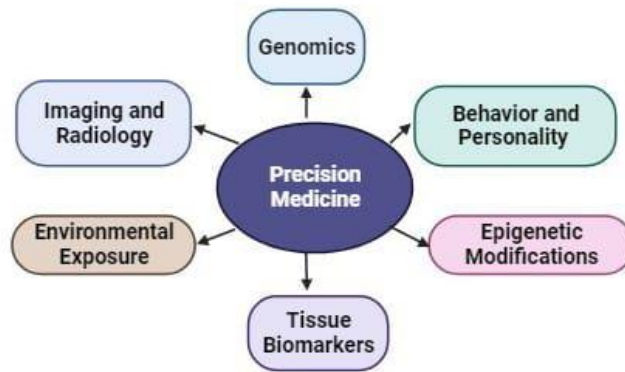 Genomics
Imaging and
Radiology
Behavior and
Personality
Precision
Medicine
Environmental
Exposure
Epigenetic
Modifications
Tissue
Biomarkers